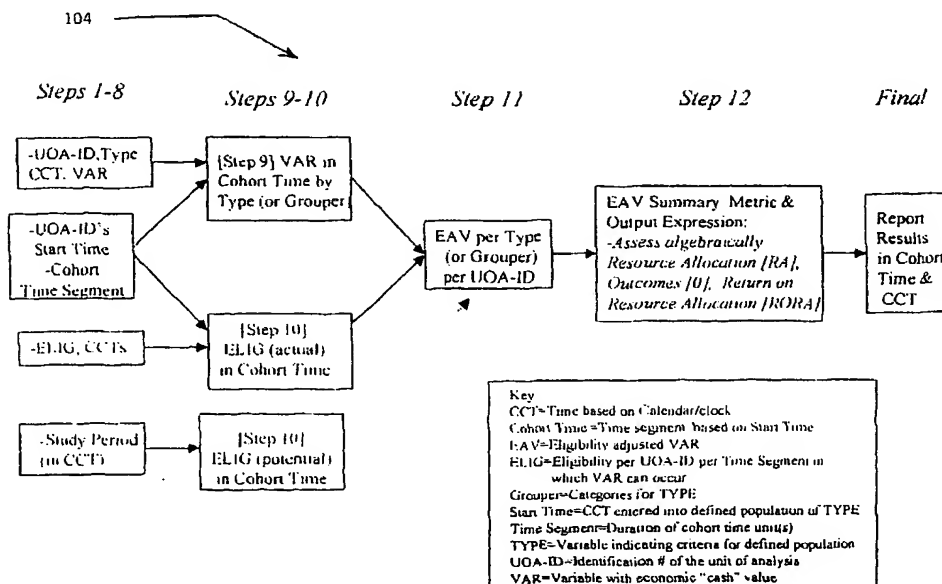 104
Steps 1-8
Steps 9-10
Step 11
Step 12
Final
-UOA-ID,Type
CCT, VAR
-UOA-ID's
Start Time
-Cohort
Time Segment
-ELIG, CCTs
-Study Period
(in CCT)
[Step 9] VAR in
Cohort Time by
Type (or Grouper
[Step 10]
ELIG (actual)
in Cohort Time
[Step 10]
ELIG (potential)
in Cohort Time
EAV per Type
(or Grouper)
per UOA-ID
EAV Summary Metric &
Output Expression:
-Assess algebraically
Resource Allocation [RA],
Outcomes [0], Return on
Resource Allocation [RORA]
Report
Results
in Cohort
Time &
CCT
Key
CCT=Time based on Calendar/clock
Cohort Time=Time segment based on Start Time
EAV=Eligibility adjusted VAR
ELIG=Eligibility per UOA-ID per Time Segment in
which VAR can occur
Grouper=Categories for TYPE
Start Time=CCT entered into defined population of TYPE
Time Segment=Duration of cohort time unit(s)
TYPE=Variable indicating criteria for defined population
UOA-ID=Identification # of the unit of analysis
VAR=Variable with economic "cash" value